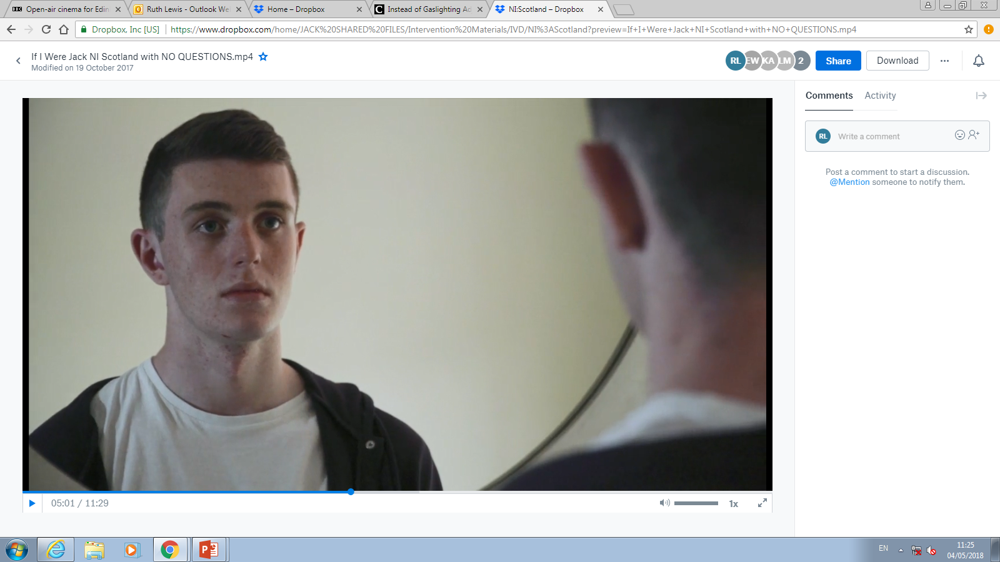 Open-air cinema for Edin
Ruth Lewis - Outlook We
Home – Dropbox
Instead of Gaslighting Ad
NI:Scotland – Dropbox
Dropbox, Inc [US]
https://www.dropbox.com/home/JACK%20SHARED%20FILES/Intervention%20Materials/IVD/NI%3AScotland?preview=If+I+Were+Jack+NI+Scotland+with+NO+QUESTIONS.mp4
If I Were Jack NI Scotland with NO QUESTIONS.mp4
Modified on 19 October 2017
RL EW KA LM 2
Share
Download
Comments
Activity
RL
Write a comment
Post a comment to start a discussion.
@Mention someone to notify them.
05:01 / 11:29
1x
EN
11:25
04/05/2018